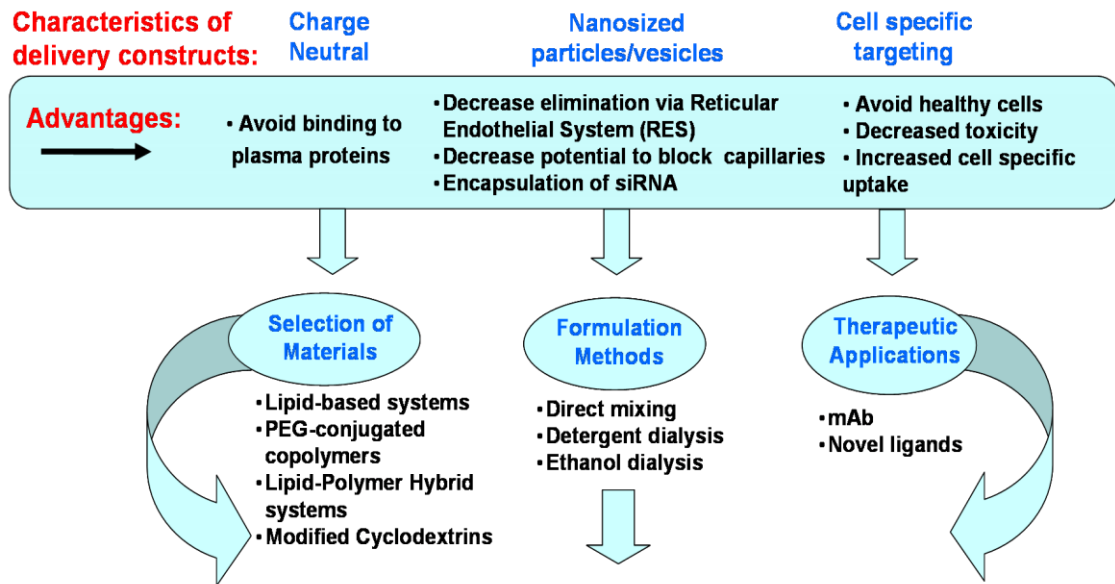 Characteristics of
delivery constructs:
Charge
Neutral
Nanosized
particles/vesicles
Cell specific
targeting
Advantages:
• Avoid binding to
plasma proteins
• Decrease elimination via Reticular
Endothelial System (RES)
• Decrease potential to block capillaries
• Encapsulation of siRNA
• Avoid healthy cells
• Decreased toxicity
• Increased cell specific
uptake
Selection of
Materials
• Lipid-based systems
• PEG-conjugated
copolymers
• Lipid-Polymer Hybrid
systems
• Modified Cyclodextrins
Formulation
Methods
• Direct mixing
• Detergent dialysis
• Ethanol dialysis
Therapeutic
Applications
• mAb
• Novel ligands